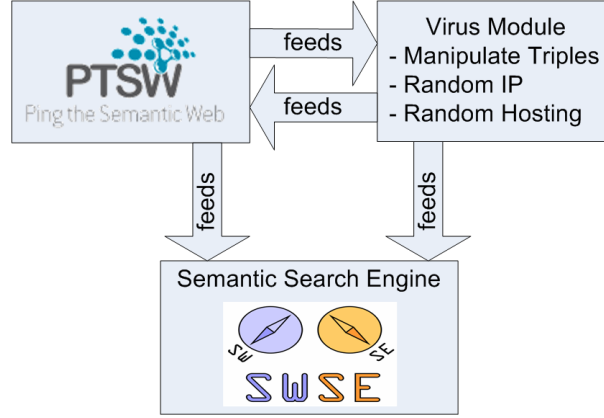 PTSW
Ping the Semantic Web
feeds
feeds
Virus Module
- Manipulate Triples
- Random IP
- Random Hosting
feeds
feeds
Semantic Search Engine
SW
SE
SWSE